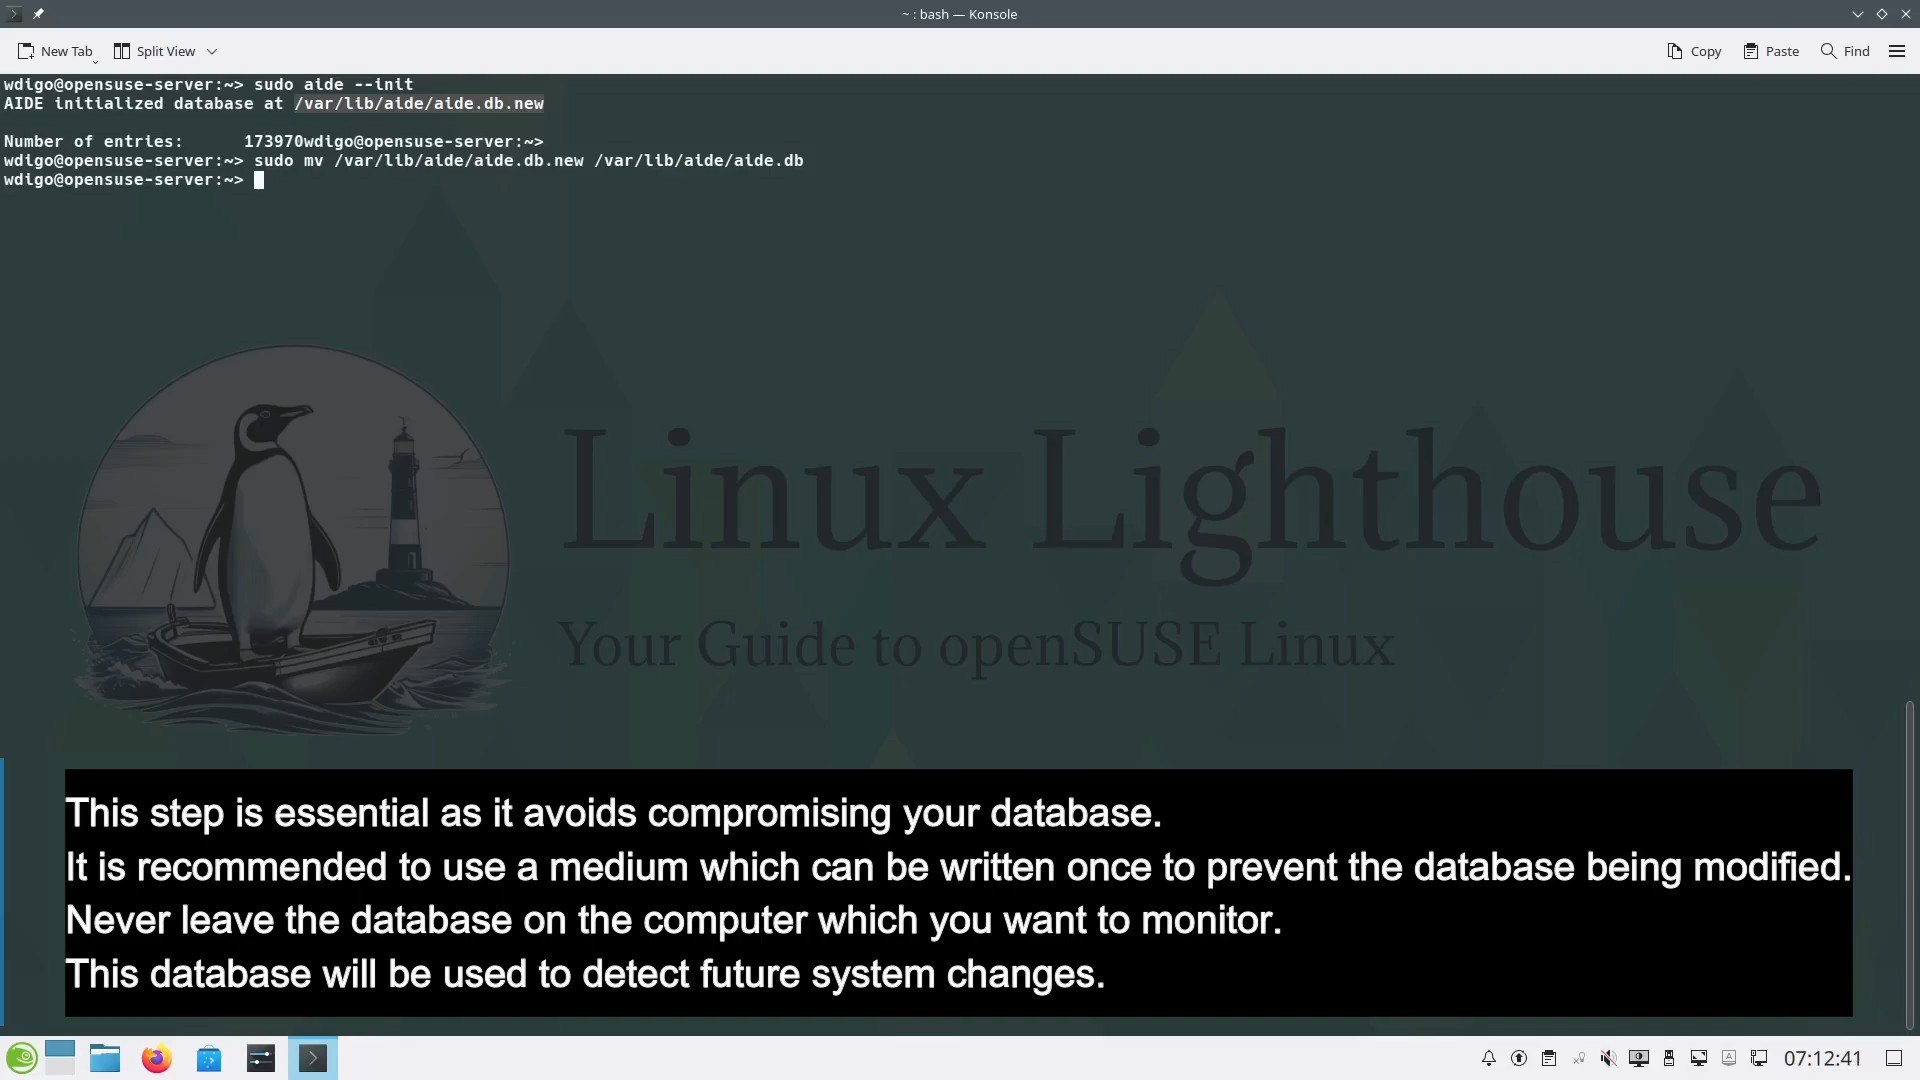 ~ : bash — Konsole
New Tab Split View Copy Paste Find
wdigo@opensuse-server:~> sudo aide --init
AIDE initialized database at /var/lib/aide/aide.db.new
Number of entries:      173970wdigo@opensuse-server:~>
wdigo@opensuse-server:~> sudo mv /var/lib/aide/aide.db.new /var/lib/aide/aide.db
wdigo@opensuse-server:~>
Linux Lighthouse
Your Guide to openSUSE Linux
This step is essential as it avoids compromising your database.
It is recommended to use a medium which can be written once to prevent the database being modified.
Never leave the database on the computer which you want to monitor.
This database will be used to detect future system changes.
07:12:41